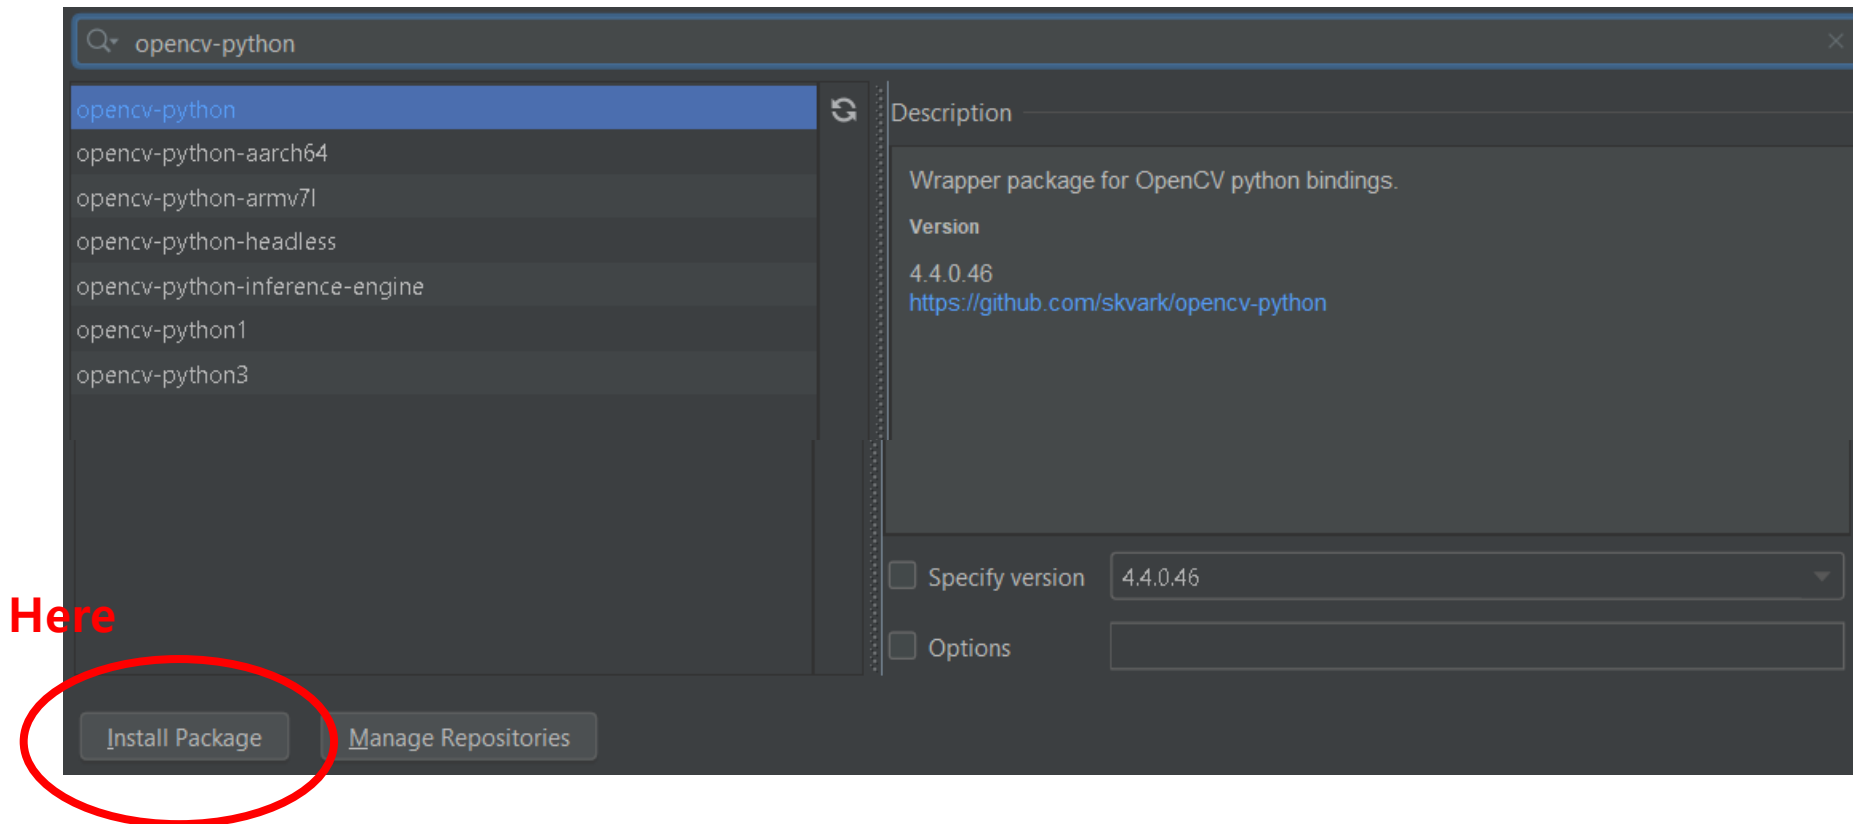 opencv-python
opencv-python
opencv-python-aarch64
opencv-python-armv7l
opencv-python-headless
opencv-python-inference-engine
opencv-python1
opencv-python3
Description
Wrapper package for OpenCV python bindings.
Version
4.4.0.46
https://github.com/skvark/opencv-python
Specify version 4.4.0.46
Options
Here
Install Package Manage Repositories